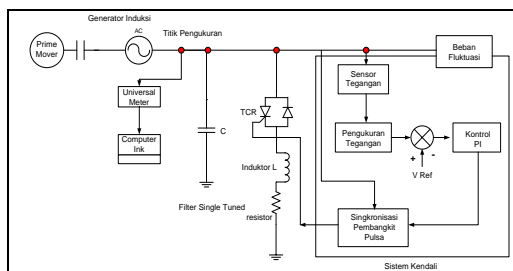 Generator Induksi
Prime
Mover
AC
Titik Pengukuran
Universal
Meter
Computer
Ink
C
TCR
Induktor L
Filter Single Tuned
resistor
Sensor
Tegangan
Pengukuran
Tegangan
+
-
V Ref
Kontrol
PI
Beban
Fluktuasi
Singkronisasi
Pembangkit
Pulsa
Sistem Kendali